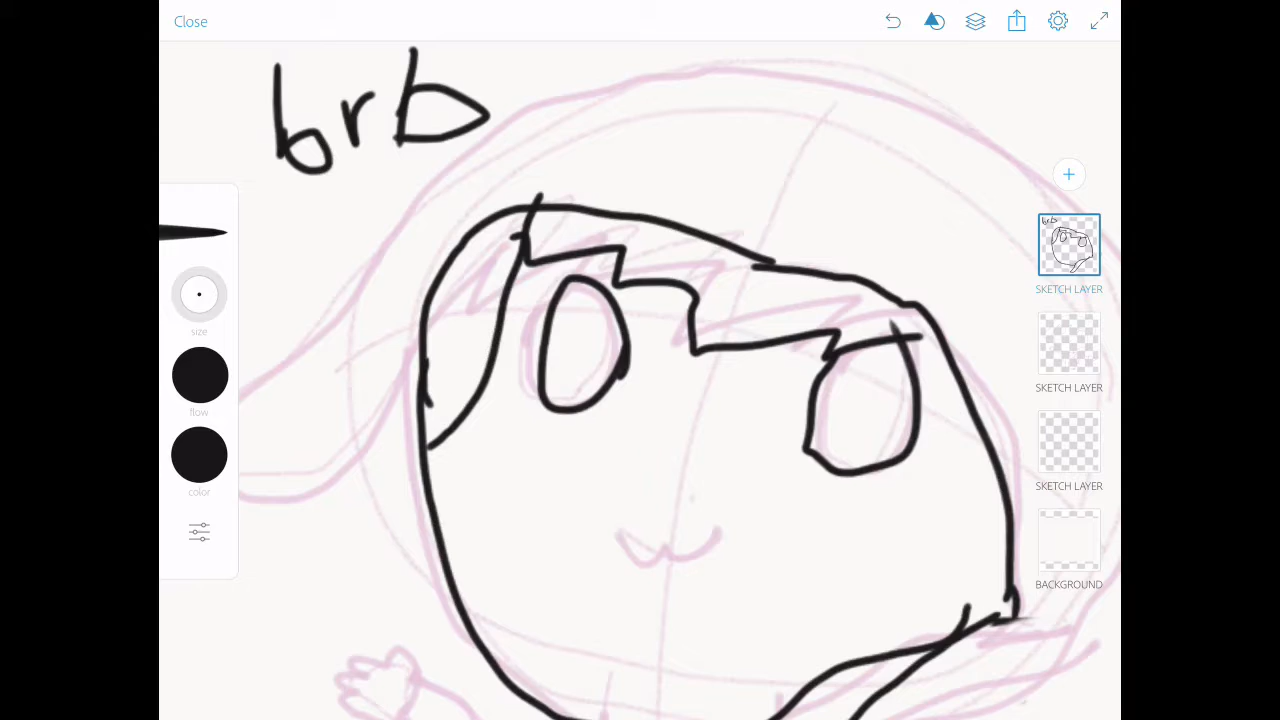 Close
brb
size
flow
color
SKETCH LAYER
SKETCH LAYER
SKETCH LAYER
BACKGROUND